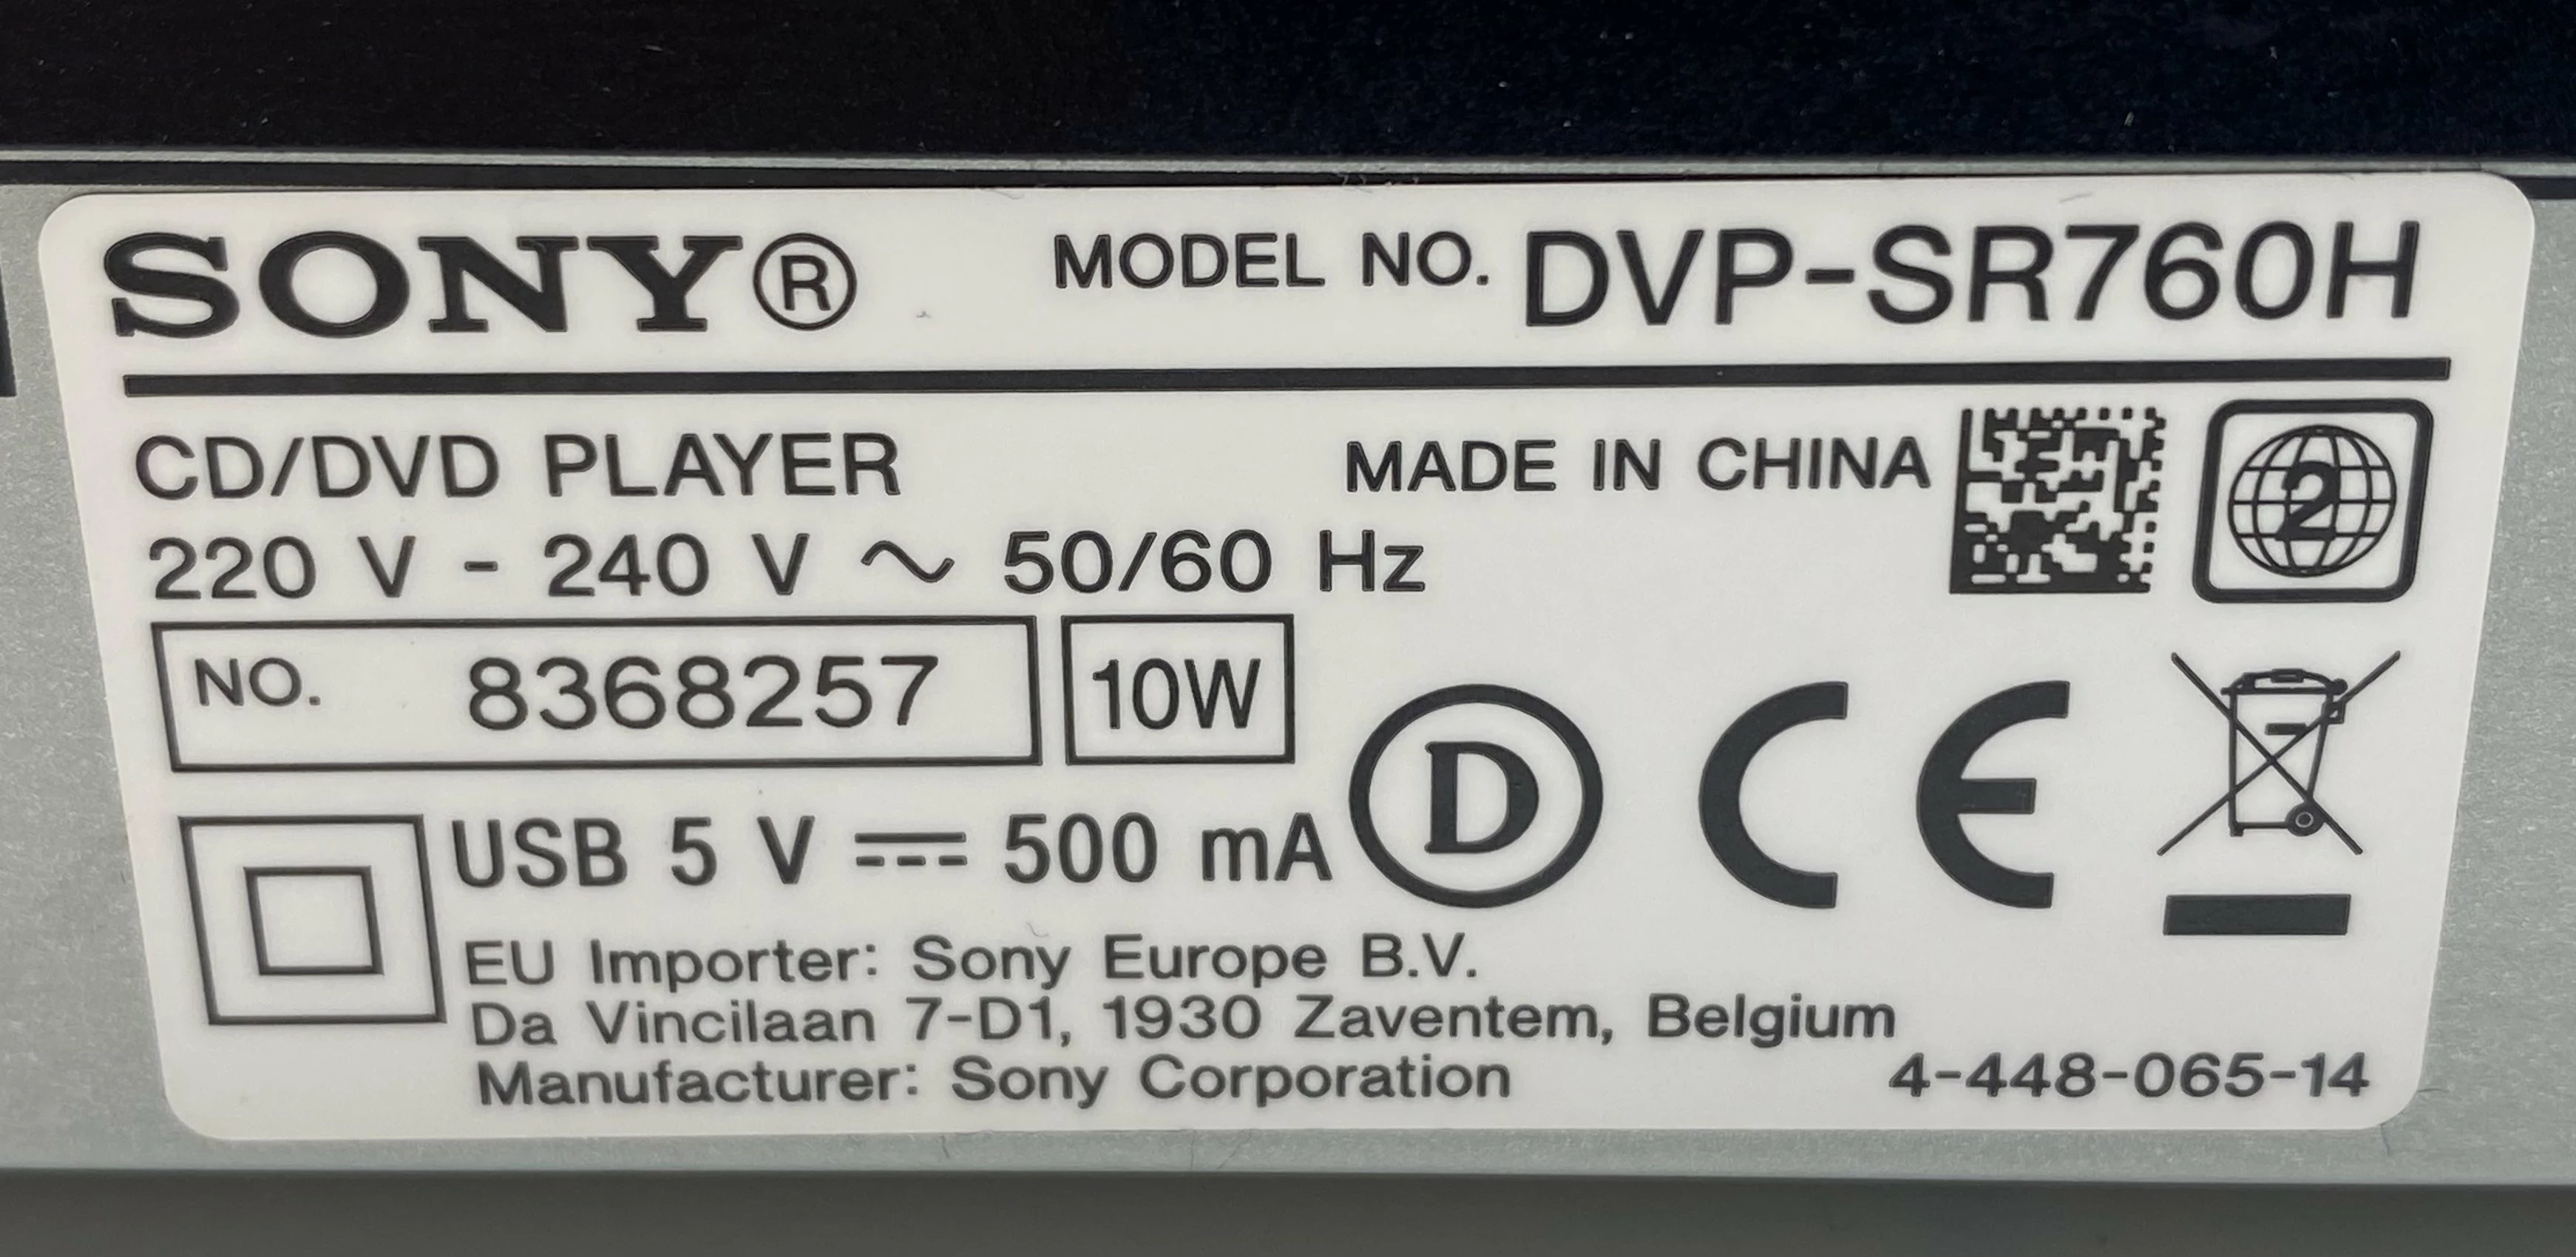 SONY® MODEL NO. DVP-SR760H
CD/DVD PLAYER MADE IN CHINA
2
220 V - 240 V ~ 50/60 Hz
NO. 8368257 10W
D CE
USB 5 V ⎓ 500 mA
EU Importer: Sony Europe B.V.
Da Vincilaan 7-D1, 1930 Zaventem, Belgium
Manufacturer: Sony Corporation 4-448-065-14